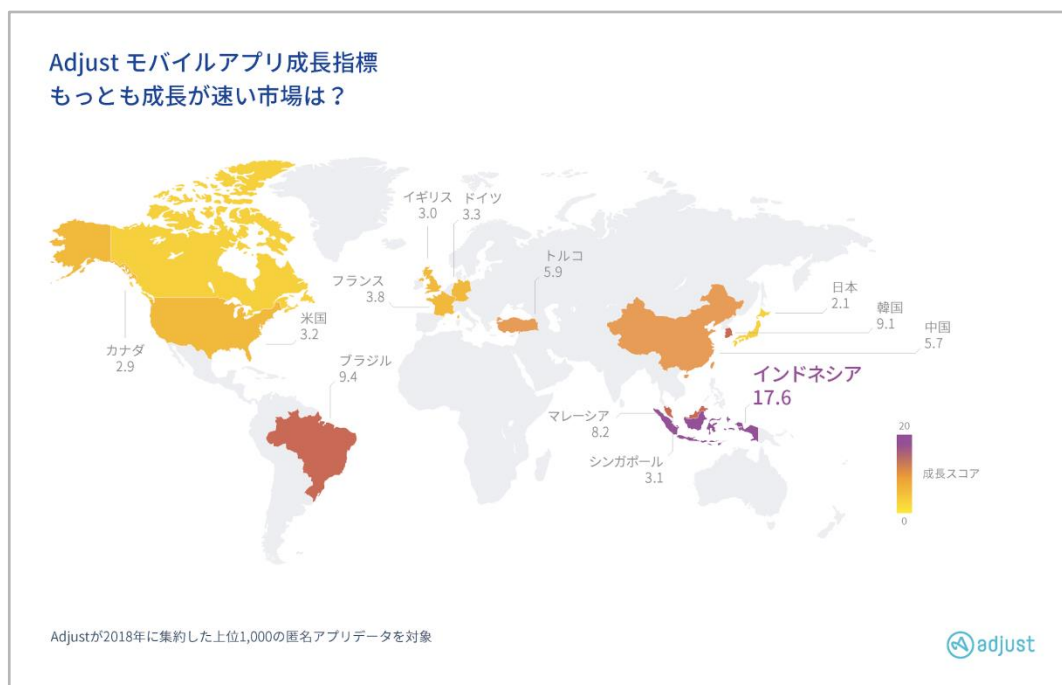 Adjust モバイルアプリ成長指標
もっとも成長が速い市場は？
イギリス
3.0
ドイツ
3.3
トルコ
5.9
フランス
3.8
日本
2.1
韓国
9.1
中国
5.7
米国
3.2
カナダ
2.9
ブラジル
9.4
インドネシア
17.6
マレーシア
8.2
シンガポール
3.1
20
成長スコア
0
Adjustが2018年に集約した上位1,000の匿名アプリデータを対象
adjust